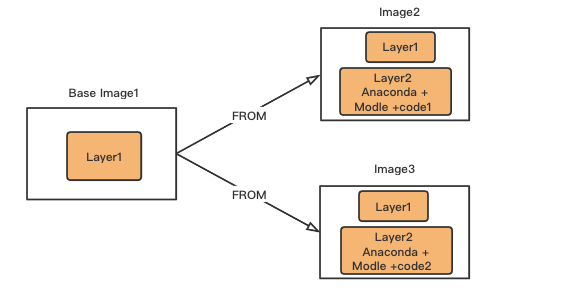 Image2
Layer1
Layer2
Anaconda +
Modle +code1
Base Image1
Layer1
FROM
FROM
Image3
Layer1
Layer2
Anaconda +
Modle +code2